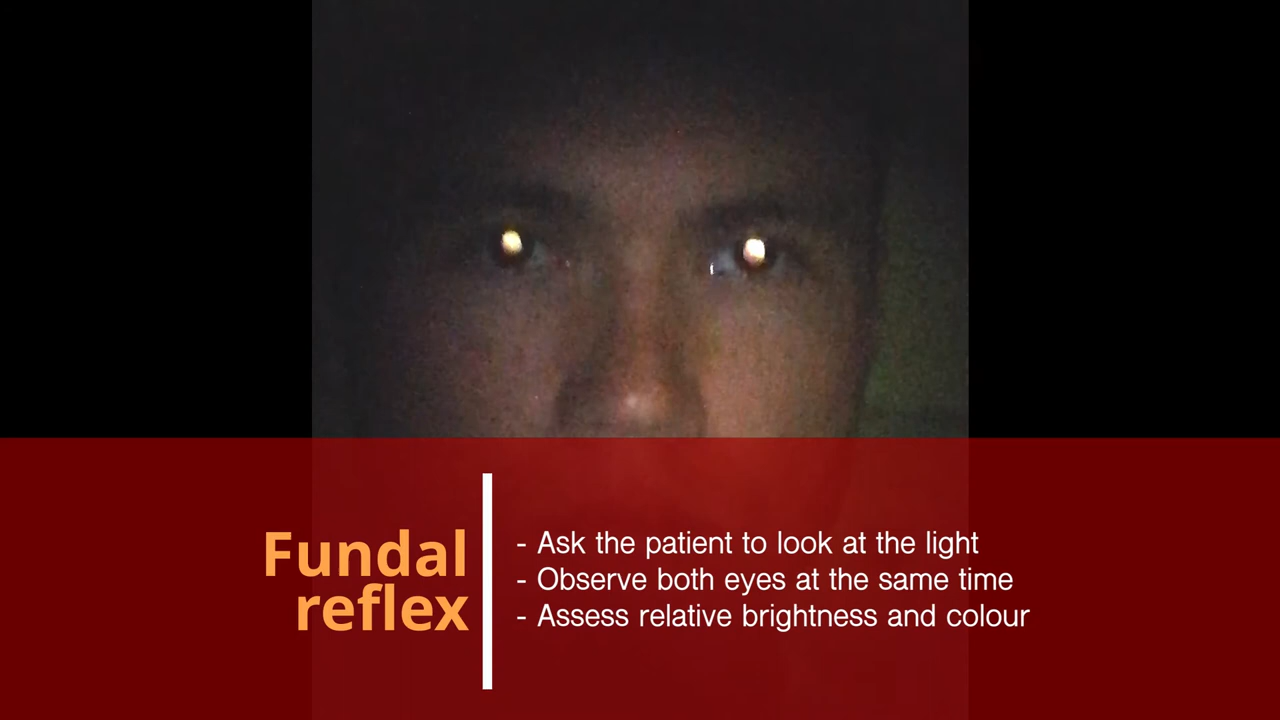 Fundal
reflex
- Ask the patient to look at the light
- Observe both eyes at the same time
- Assess relative brightness and colour